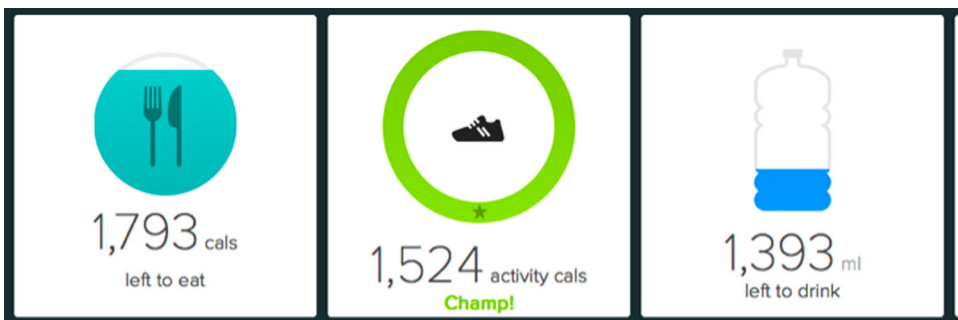 1,793 cals
left to eat
1,524 activity cals
Champ!
1,393 ml
left to drink